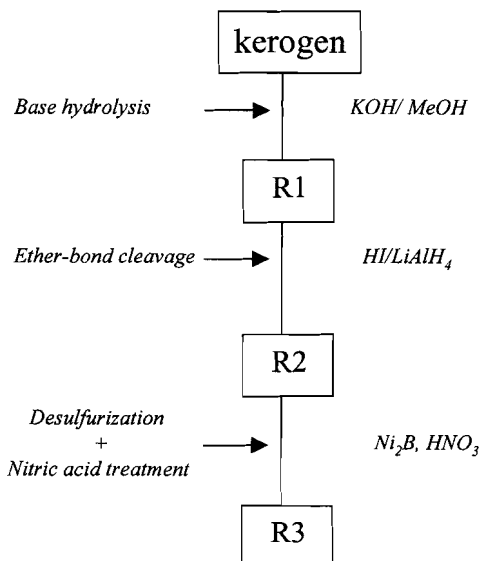 kerogen
Base hydrolysis
KOH/ MeOH
R1
Ether-bond cleavage
HI/LiAlH₄
R2
Desulfurization
+
Nitric acid treatment
Ni₂B, HNO₃
R3